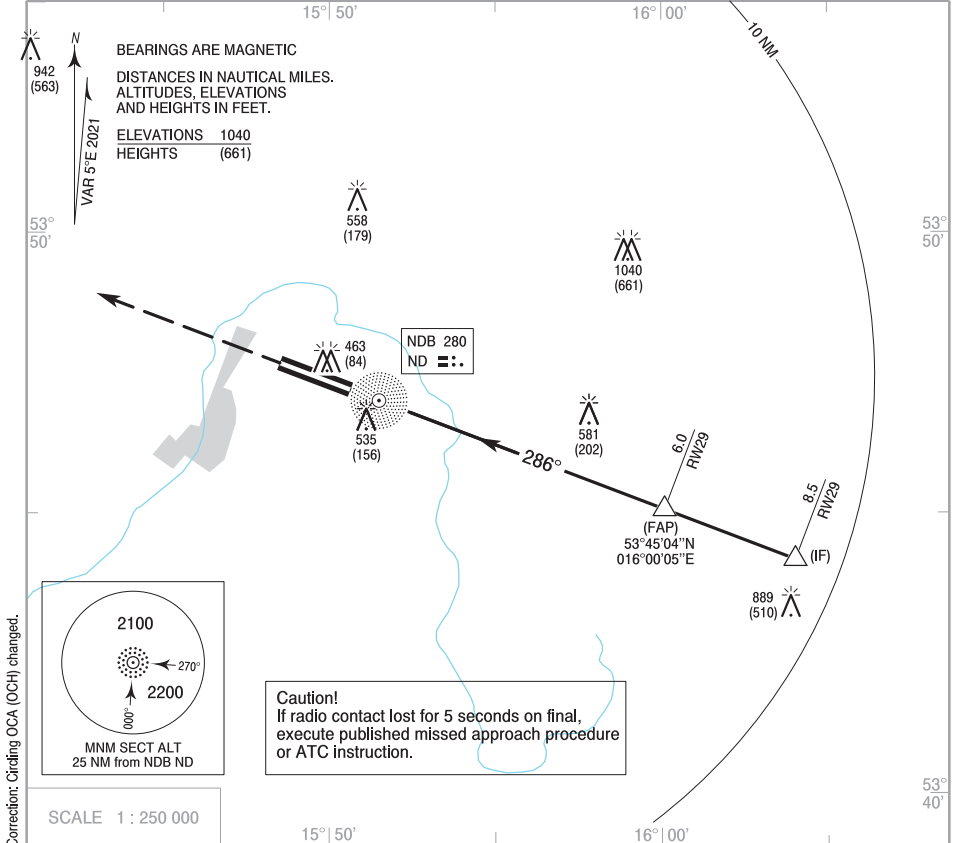 15° 50'
16° 00'
10 NM
942
(563)
N
VAR 5°E 2021
BEARINGS ARE MAGNETIC
DISTANCES IN NAUTICAL MILES.
ALTITUDES, ELEVATIONS
AND HEIGHTS IN FEET.
ELEVATIONS 1040
HEIGHTS (661)
53°
50'
558
(179)
1040
(661)
53°
50'
463
(84)
NDB 280
ND
535
(156)
581
(202)
286°
6.0
RW29
8.5
RW29
(FAP)
53°45'04"N
016°00'05"E
(IF)
889
(510)
2100
270°
2200
000°
MNM SECT ALT
25 NM from NDB ND
Caution!
If radio contact lost for 5 seconds on final,
execute published missed approach procedure
or ATC instruction.
53°
40'
SCALE 1 : 250 000
15° 50'
16° 00'
Correction: Circling OCA (OCH) changed.